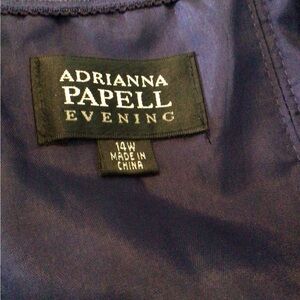 ADRIANNA
PAPELL
EVENING
14W
MADE IN
CHINA